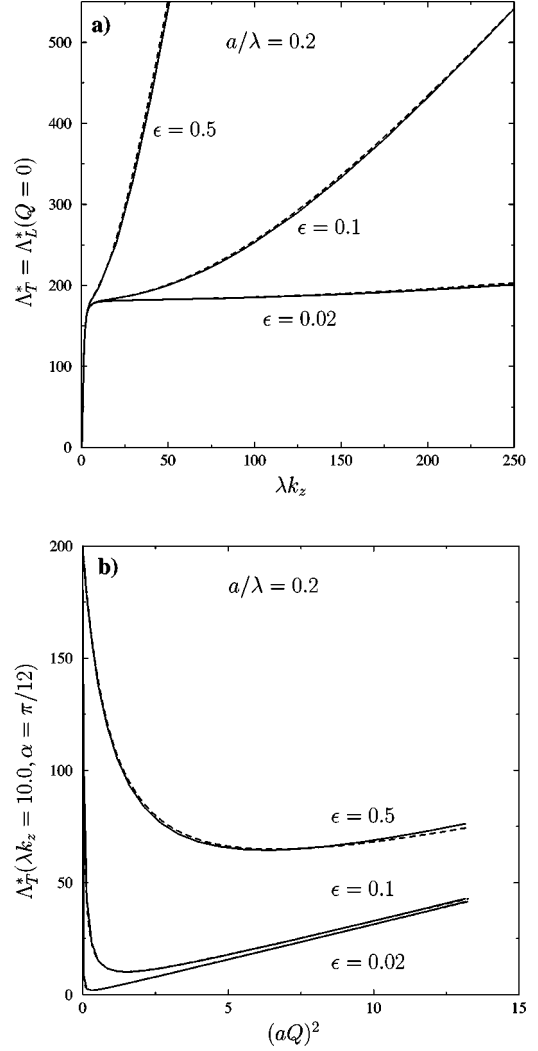 a)
a/λ = 0.2
500
400
300
200
100
0
ϵ = 0.5
ϵ = 0.1
ϵ = 0.02
Λ*_T = Λ*_L(Q = 0)
0 50 100 150 200 250
λk_z
b)
a/λ = 0.2
200
150
100
50
0
ϵ = 0.5
ϵ = 0.1
ϵ = 0.02
Λ*_T(λk_z = 10.0, α = π/12)
0 5 10 15
(aQ)²